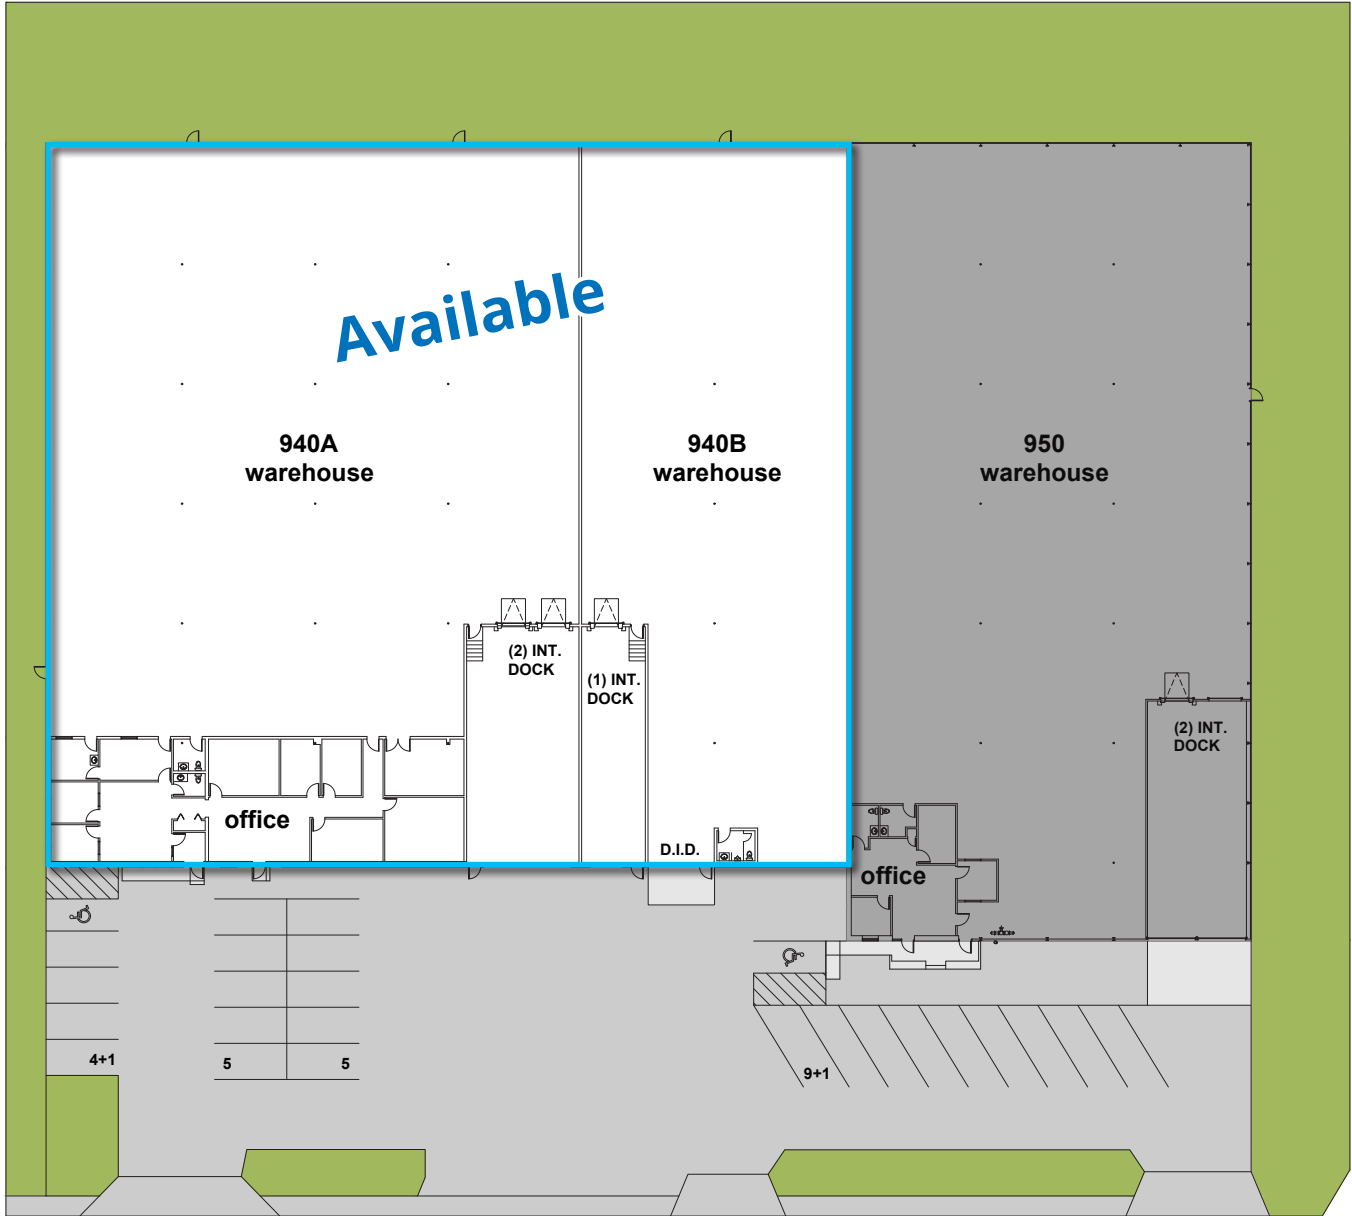 Available
940A
warehouse
940B
warehouse
950
warehouse
(2) INT.
DOCK
(1) INT.
DOCK
(2) INT.
DOCK
office
D.I.D.
office
4+1
5
5
9+1